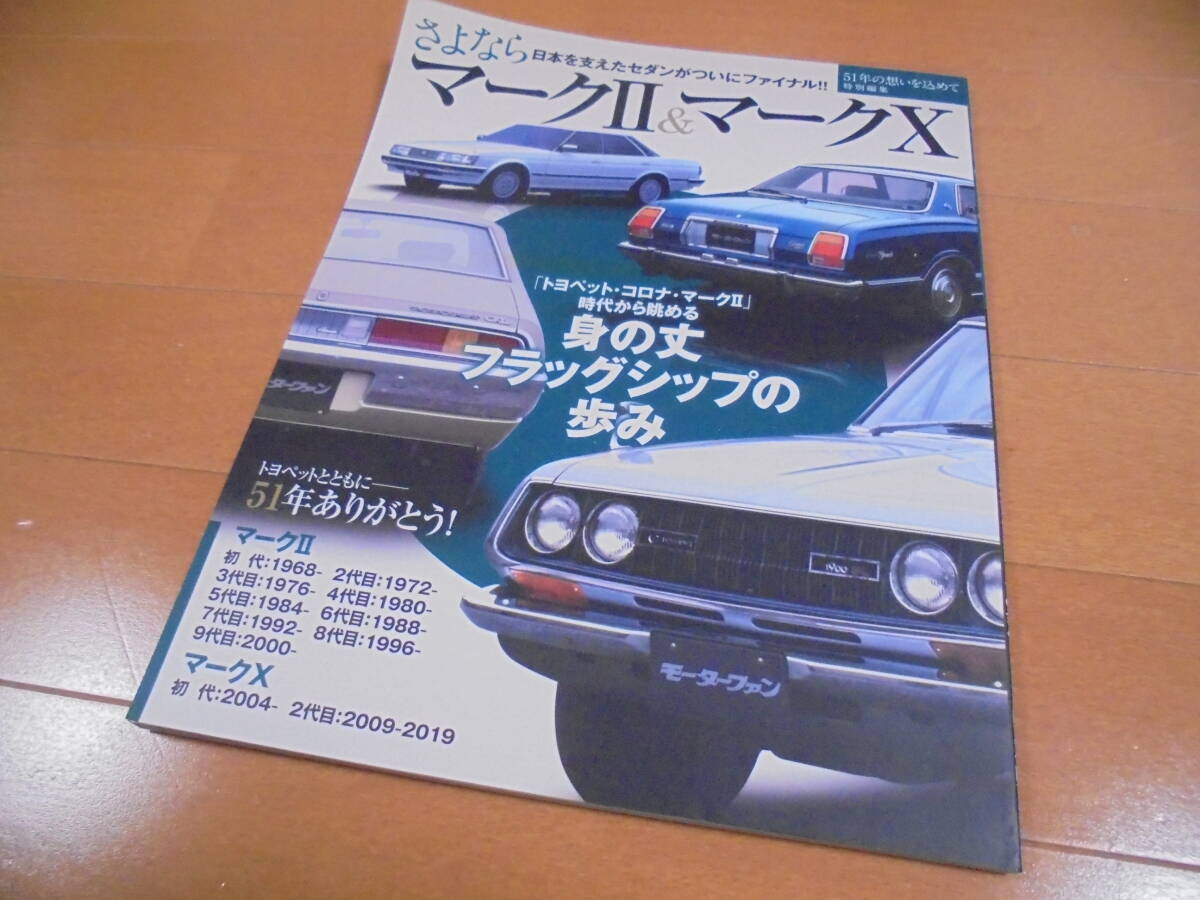 さよなら
日本を支えたセダンがついにファイナル!!
51年の想いを込めて
特別編集
マークⅡ&マークX
「トヨペット・コロナ・マークⅡ」
時代から眺める
身の丈
フラッグシップの
歩み
モーターファン
トヨペットとともに──
51年ありがとう!
マークⅡ
初 代:1968- 2代目:1972-
3代目:1976- 4代目:1980-
5代目:1984- 6代目:1988-
7代目:1992- 8代目:1996-
9代目:2000-
マークX
初 代:2004- 2代目:2009-2019
1900
モーターファン